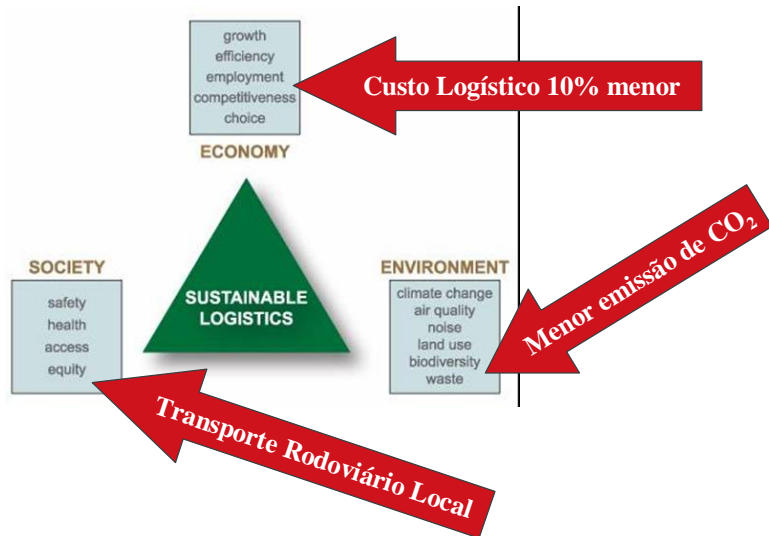 growth
efficiency
employment
competitiveness
choice
ECONOMY
Custo Logístico 10% menor
SOCIETY
safety
health
access
equity
SUSTAINABLE
LOGISTICS
ENVIRONMENT
climate change
air quality
noise
land use
biodiversity
waste
Menor emissão de CO₂
Transporte Rodoviário Local